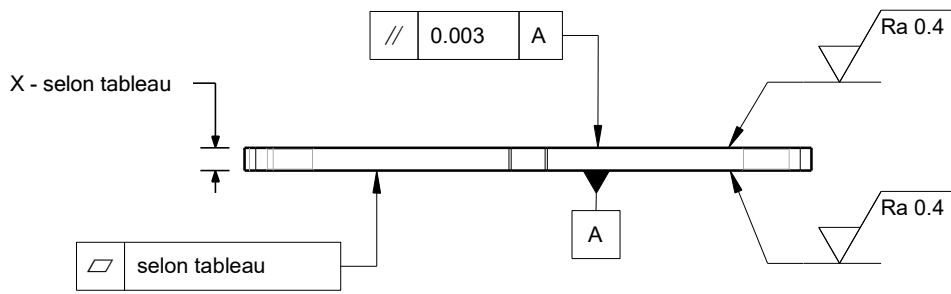 // 0.003 A
Ra 0.4
X - selon tableau
A
Ra 0.4
⏥ selon tableau